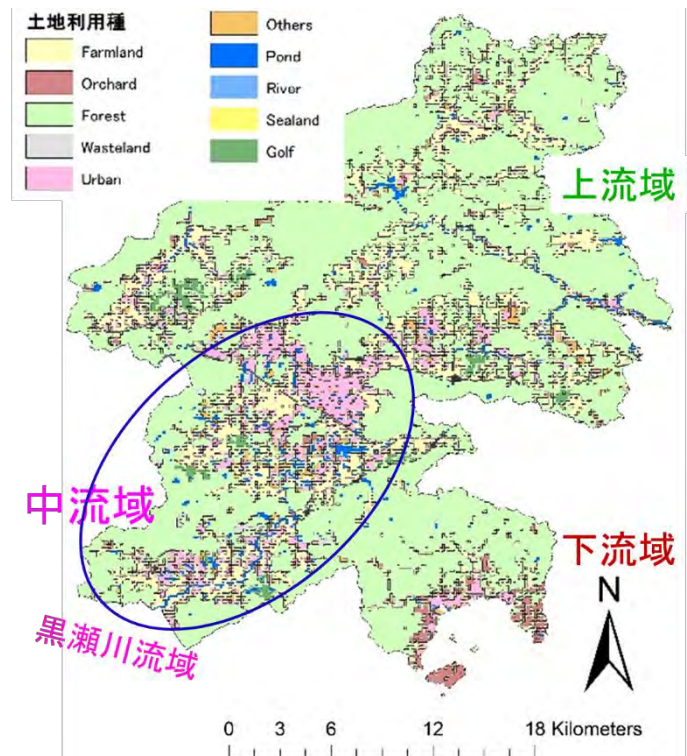 土地利用種
Farmland
Orchard
Forest
Wasteland
Urban
Others
Pond
River
Sealand
Golf
上流域
中流域
黒瀬川流域
下流域
N
0 3 6 12 18 Kilometers